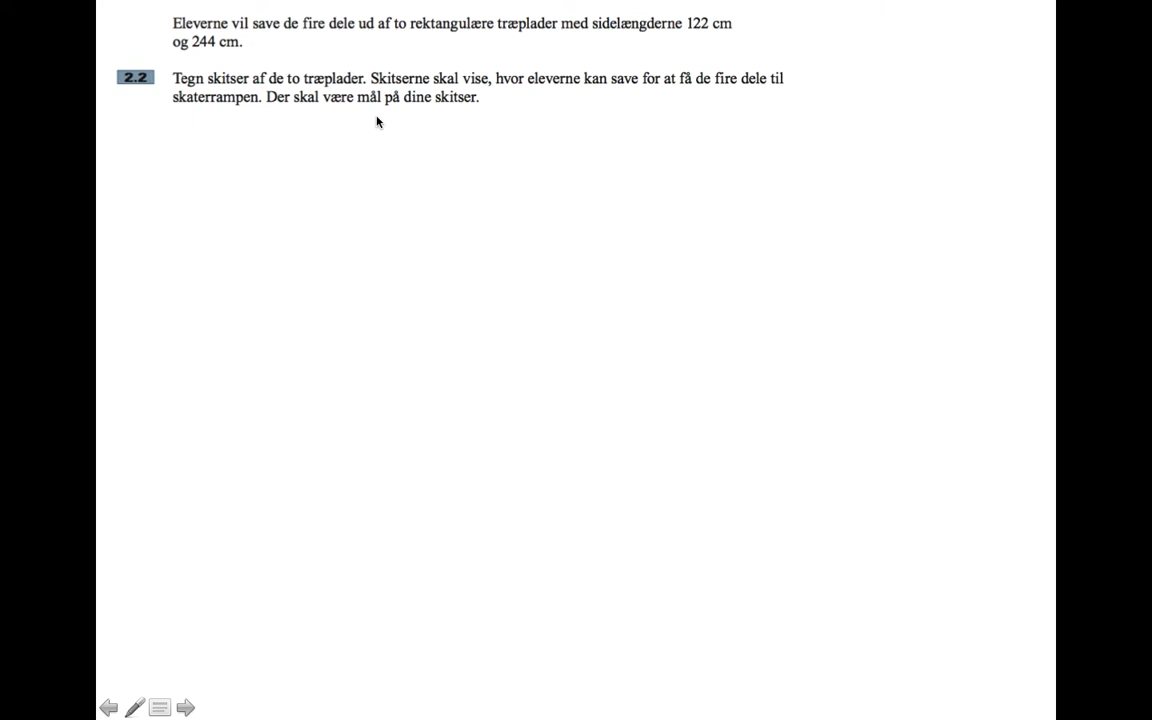 Eleverne vil save de fire dele ud af to rektangulære træplader med sidelængderne 122 cm
og 244 cm.
2.2 Tegn skitser af de to træplader. Skitserne skal vise, hvor eleverne kan save for at få de fire dele til
skaterrampen. Der skal være mål på dine skitser.